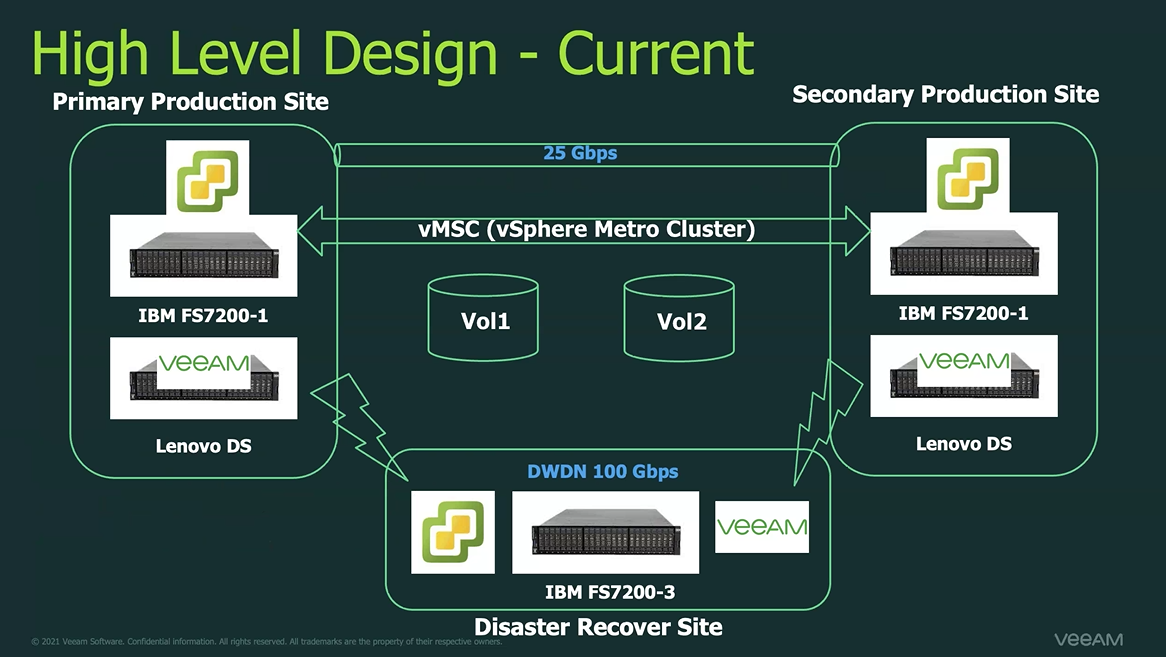 High Level Design - Current
Primary Production Site
Secondary Production Site
25 Gbps
vMSC (vSphere Metro Cluster)
IBM FS7200-1
IBM FS7200-1
Vol1
Vol2
veeAM
veeAM
Lenovo DS
Lenovo DS
DWDN 100 Gbps
veeAM
IBM FS7200-3
Disaster Recover Site
© 2021 Veeam Software. Confidential information. All rights reserved. All trademarks are the property of their respective owners.
veeAM